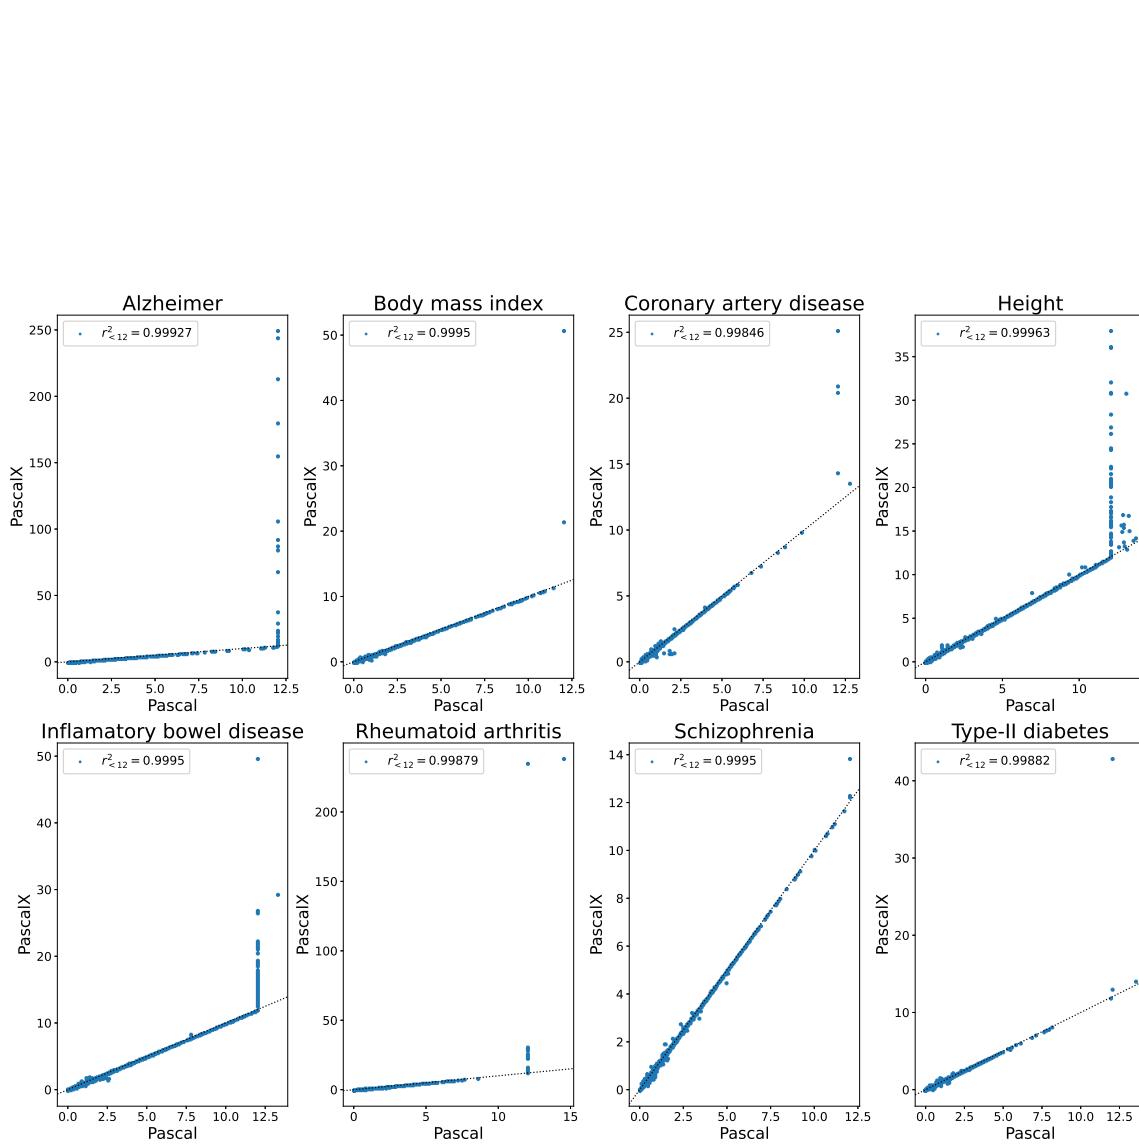 Alzheimer
Body mass index
Coronary artery disease
Height
r²<12 = 0.99927
r²<12 = 0.9995
r²<12 = 0.99846
r²<12 = 0.99963
PascalX
250
200
150
100
50
0
0.0 2.5 5.0 7.5 10.0 12.5
Pascal
PascalX
50
40
30
20
10
0
0.0 2.5 5.0 7.5 10.0 12.5
Pascal
PascalX
25
20
15
10
5
0
0.0 2.5 5.0 7.5 10.0 12.5
Pascal
PascalX
35
30
25
20
15
10
5
0
0 5 10
Pascal
Inflamatory bowel disease
Rheumatoid arthritis
Schizophrenia
Type-II diabetes
r²<12 = 0.9995
r²<12 = 0.99879
r²<12 = 0.9995
r²<12 = 0.99882
PascalX
50
40
30
20
10
0
0.0 2.5 5.0 7.5 10.0 12.5
Pascal
PascalX
200
150
100
50
0
0 5 10 15
Pascal
PascalX
14
12
10
8
6
4
2
0
0.0 2.5 5.0 7.5 10.0 12.5
Pascal
PascalX
40
30
20
10
0
0.0 2.5 5.0 7.5 10.0 12.5
Pascal